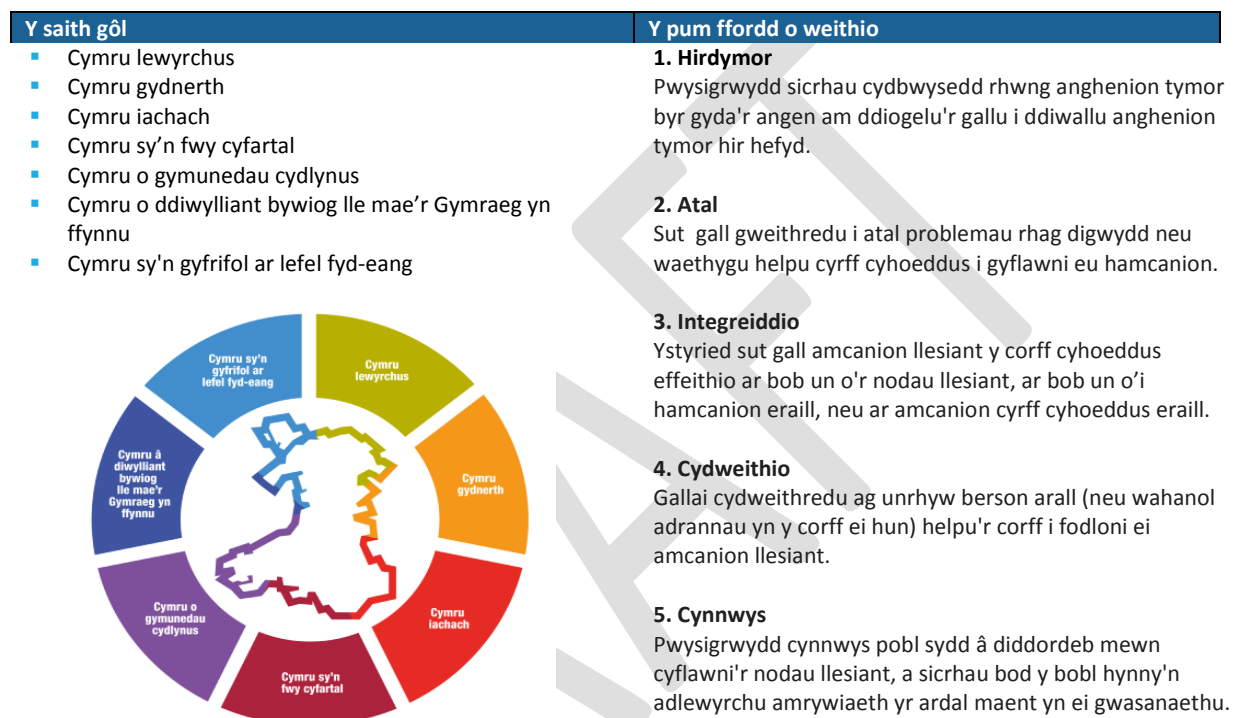 Y saith gôl
Cymru lewyrchus
Cymru gydnerth
Cymru iachach
Cymru sy’n fwy cyfartal
Cymru o gymunedau cydlynus
Cymru o ddiwylliant bywiog lle mae’r Gymraeg yn
ffynnu
Cymru sy'n gyfrifol ar lefel fyd-eang
Cymru sy'n
gyfrifol ar
lefel fyd-eang
Cymru
lewyrchus
Cymru â
diwylliant
bywiog
lle mae'r
Gymraeg yn
ffynnu
Cymru
gydnerth
Cymru o
gymunedau
cydlynus
Cymru
iachach
Cymru sy'n
fwy cyfartal
Y pum ffordd o weithio
1. Hirdymor
Pwysigrwydd sicrhau cydbwysedd rhwng anghenion tymor
byr gyda'r angen am ddiogelu'r gallu i ddiwallu anghenion
tymor hir hefyd.
2. Atal
Sut gall gweithredu i atal problemau rhag digwydd neu
waethygu helpu cyrff cyhoeddus i gyflawni eu hamcanion.
3. Integreiddio
Ystyried sut gall amcanion llesiant y corff cyhoeddus
effeithio ar bob un o'r nodau llesiant, ar bob un o’i
hamcanion eraill, neu ar amcanion cyrff cyhoeddus eraill.
4. Cydweithio
Gallai cydweithredu ag unrhyw berson arall (neu wahanol
adrannau yn y corff ei hun) helpu'r corff i fodloni ei
amcanion llesiant.
5. Cynnwys
Pwysigrwydd cynnwys pobl sydd â diddordeb mewn
cyflawni'r nodau llesiant, a sicrhau bod y bobl hynny'n
adlewyrchu amrywiaeth yr ardal maent yn ei gwasanaethu.